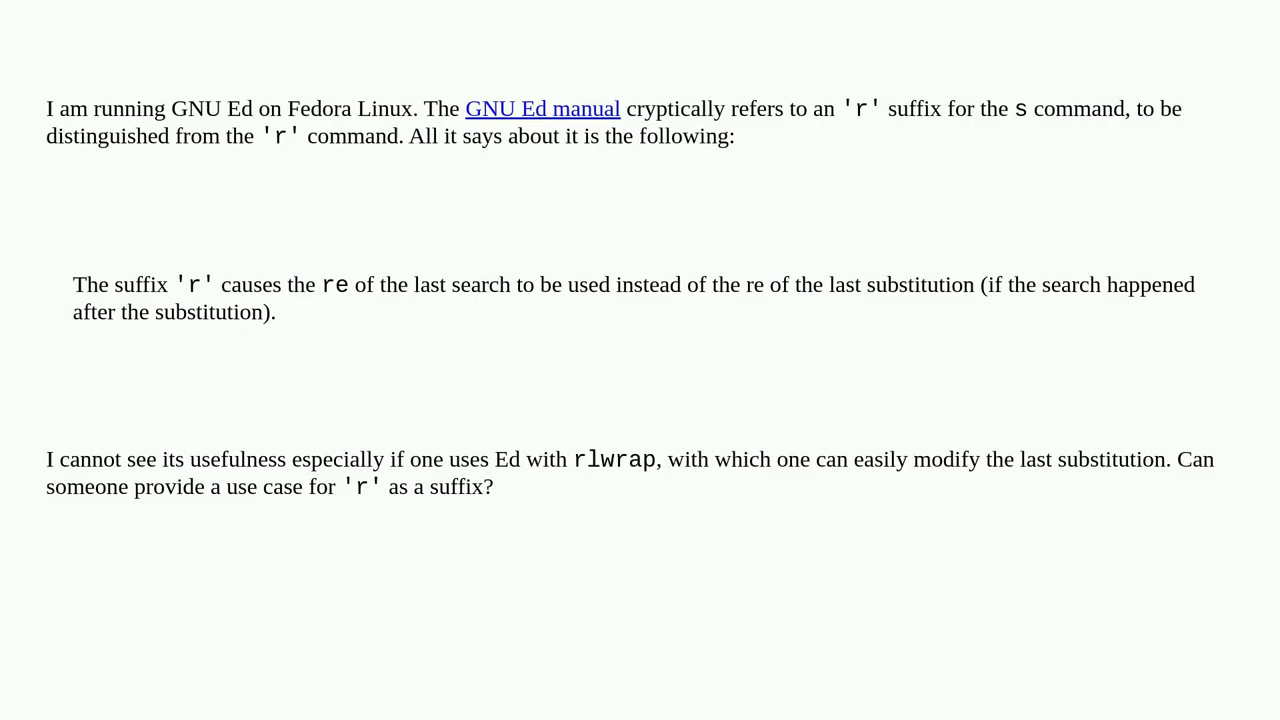 I am running GNU Ed on Fedora Linux. The GNU Ed manual cryptically refers to an 'r' suffix for the s command, to be
distinguished from the 'r' command. All it says about it is the following:
The suffix 'r' causes the re of the last search to be used instead of the re of the last substitution (if the search happened
after the substitution).
I cannot see its usefulness especially if one uses Ed with rlwrap, with which one can easily modify the last substitution. Can
someone provide a use case for 'r' as a suffix?